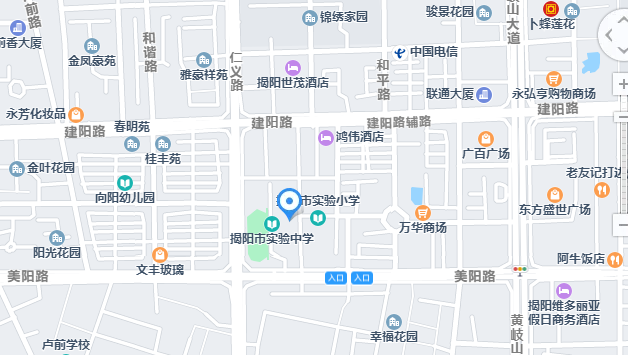 卢前路
锦绣家园
骏景花园
黄岐山大道
卜蜂莲花
前香大厦
金凤豪苑
和谐路
仁义路
中国电信
雅豪祥苑
揭阳世茂酒店
和平路
联通大厦
永弘亨购物商场
永芳化妆品
建阳路
春明苑
建阳路
建阳路辅路
建阳路
鸿伟酒店
桂丰苑
广百广场
金叶花园
老友记打边
向阳幼儿园
市实验小学
东方盛世广场
揭阳市实验中学
万华商场
阳光花园
文丰玻璃
阿牛饭店
美阳路
入口
入口
美阳路
揭阳维多丽亚
假日商务酒店
黄岐山
幸福花园
卢前学校